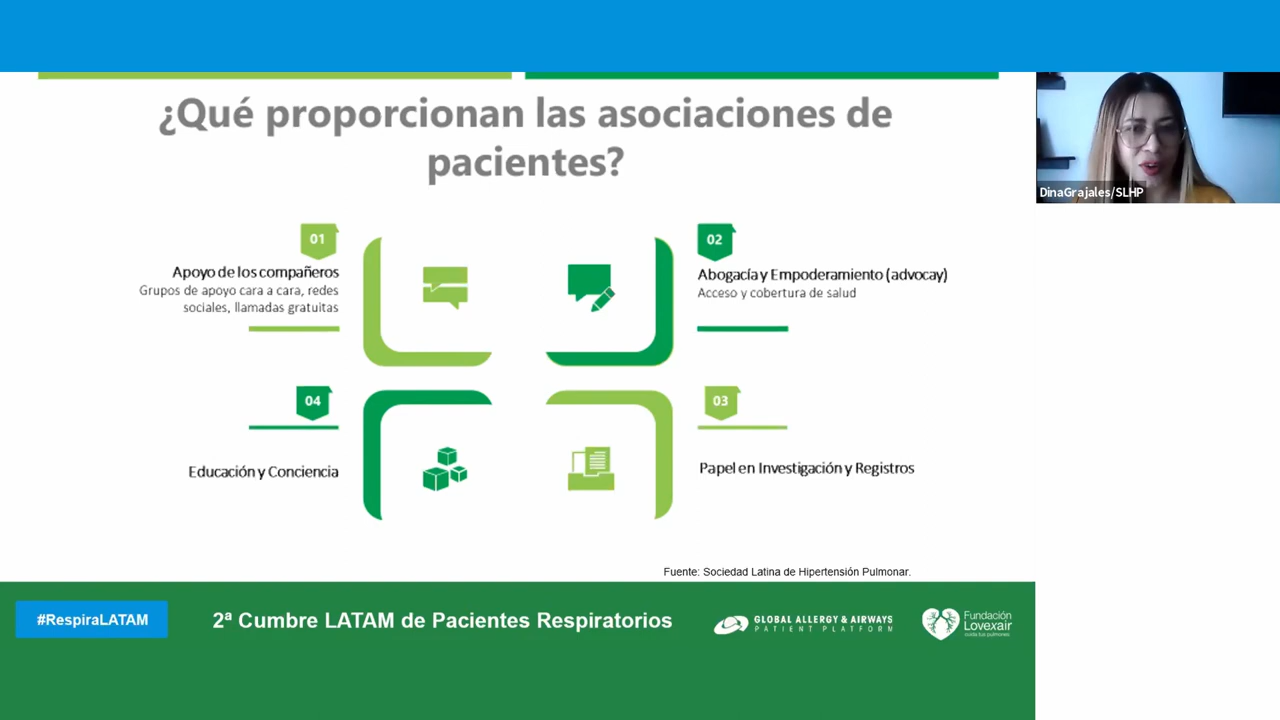 ¿Qué proporcionan las asociaciones de
pacientes?
DinaGrajales/SLHP
01
Apoyo de los compañeros
Grupos de apoyo cara a cara, redes
sociales, llamadas gratuitas
02
Abogacía y Empoderamiento (advocay)
Acceso y cobertura de salud
04
Educación y Conciencia
03
Papel en Investigación y Registros
Fuente: Sociedad Latina de Hipertensión Pulmonar.
#RespiraLATAM
2ª Cumbre LATAM de Pacientes Respiratorios
GLOBAL ALLERGY & AIRWAYS
PATIENT PLATFORM
Fundación
Lovexair
cuida tus pulmones